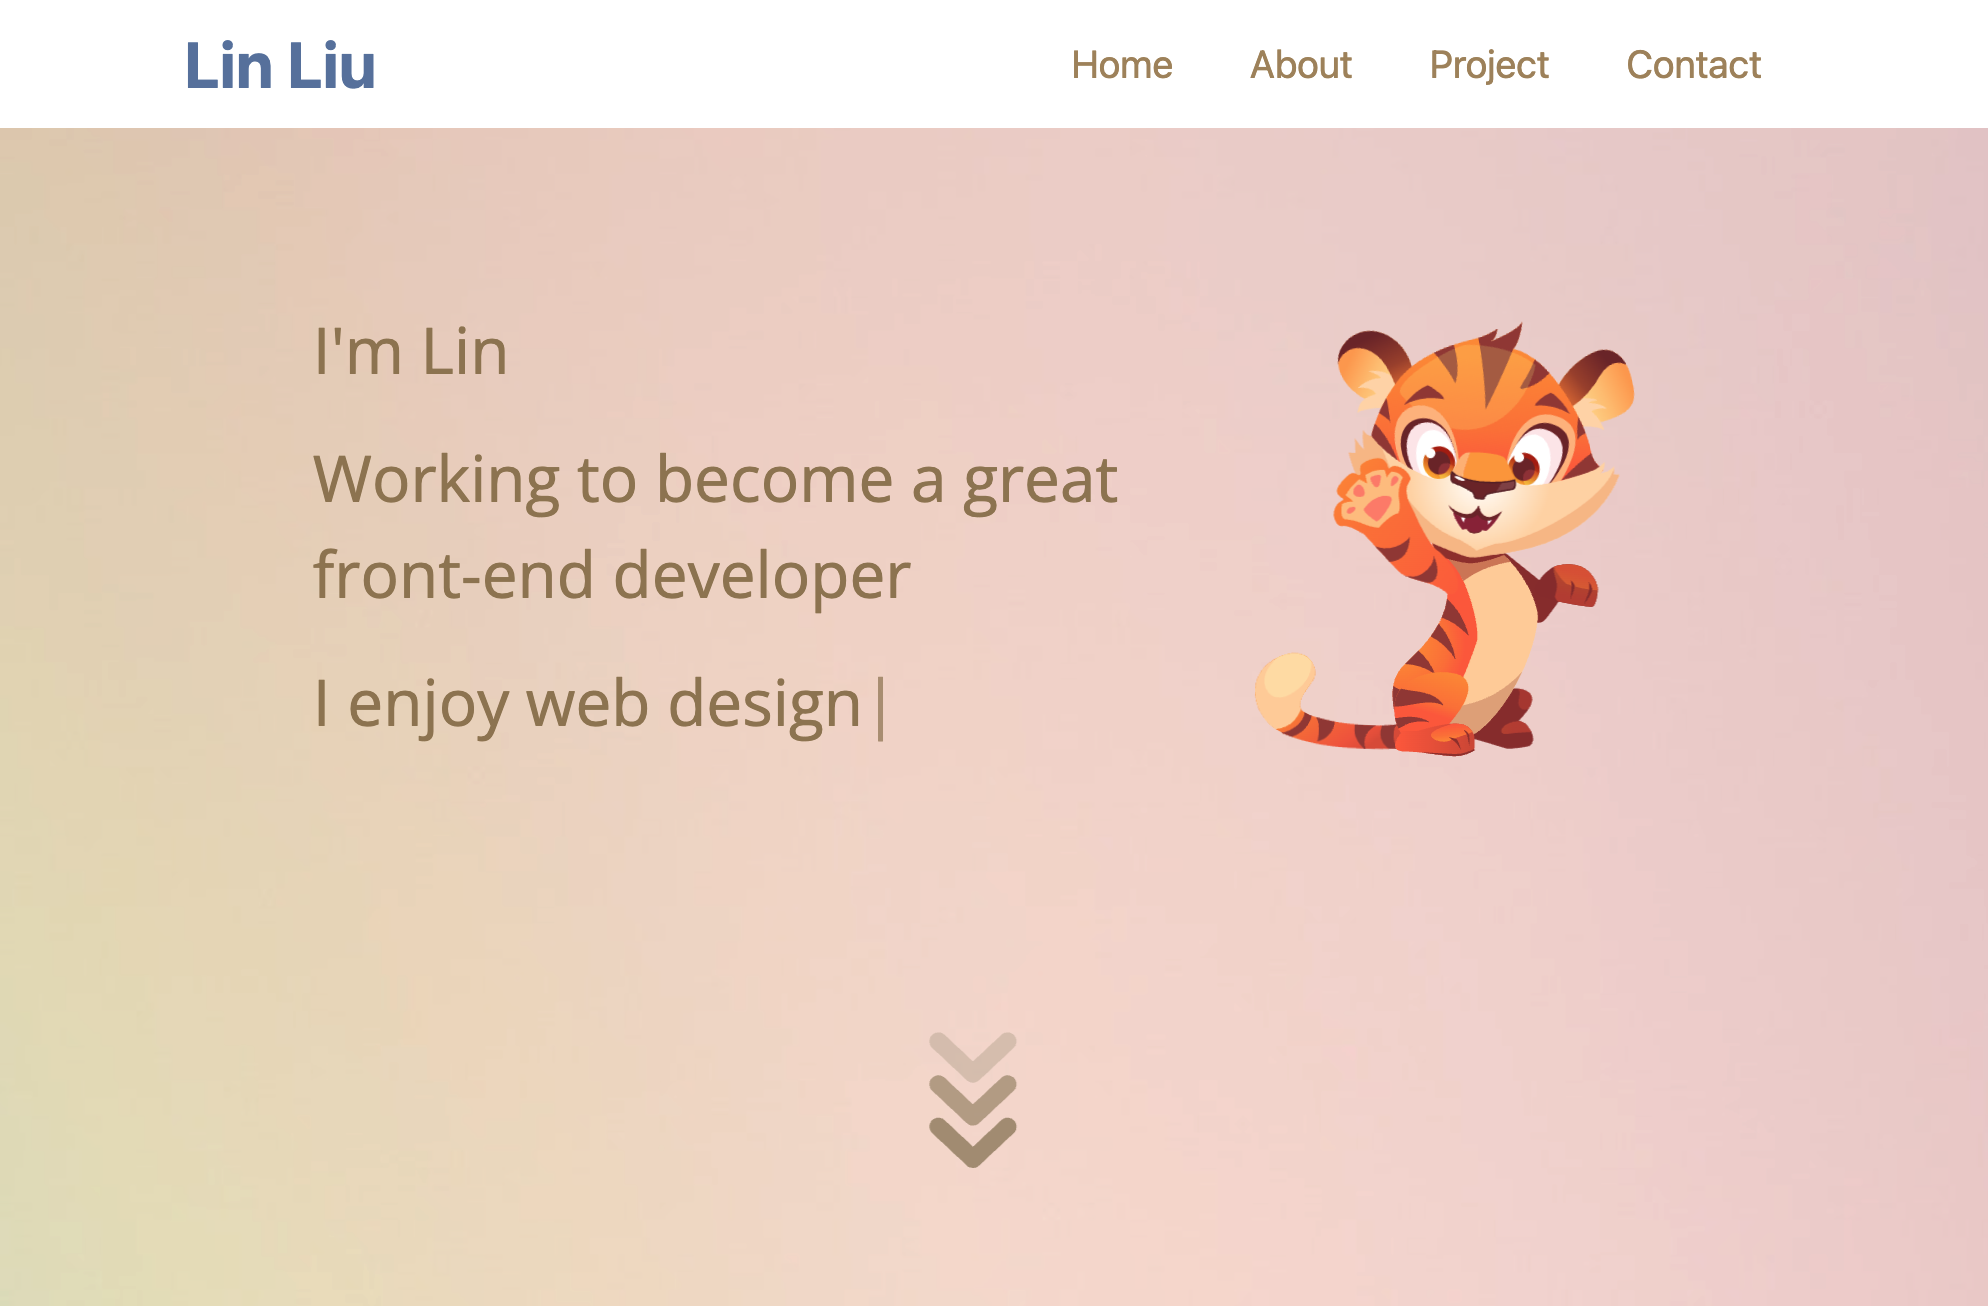 Lin Liu
Home About Project Contact
I'm Lin
Working to become a great
front-end developer
I enjoy web design|